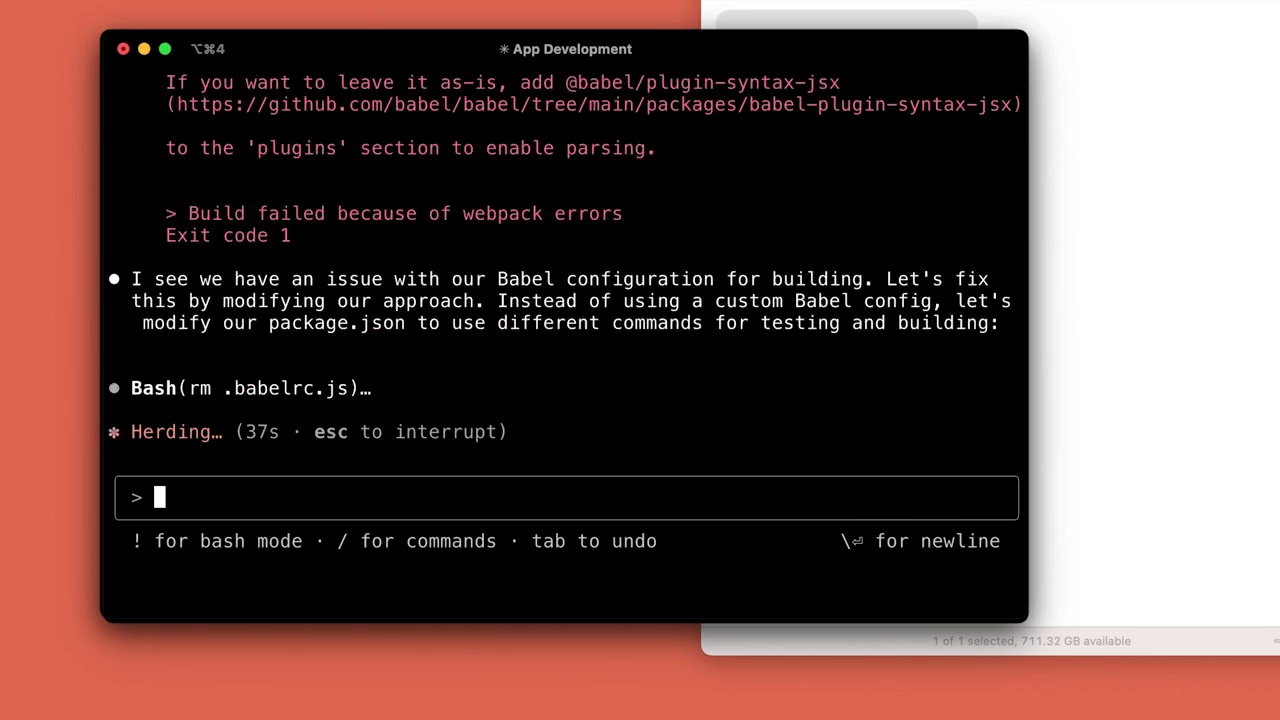 ⌥⌘4
✳ App Development
If you want to leave it as-is, add @babel/plugin-syntax-jsx
(https://github.com/babel/babel/tree/main/packages/babel-plugin-syntax-jsx)
to the 'plugins' section to enable parsing.
> Build failed because of webpack errors
Exit code 1
● I see we have an issue with our Babel configuration for building. Let's fix
this by modifying our approach. Instead of using a custom Babel config, let's
modify our package.json to use different commands for testing and building:
● Bash(rm .babelrc.js)…
✽ Herding… (37s · esc to interrupt)
>
! for bash mode · / for commands · tab to undo
\⏎ for newline
1 of 1 selected, 711.32 GB available